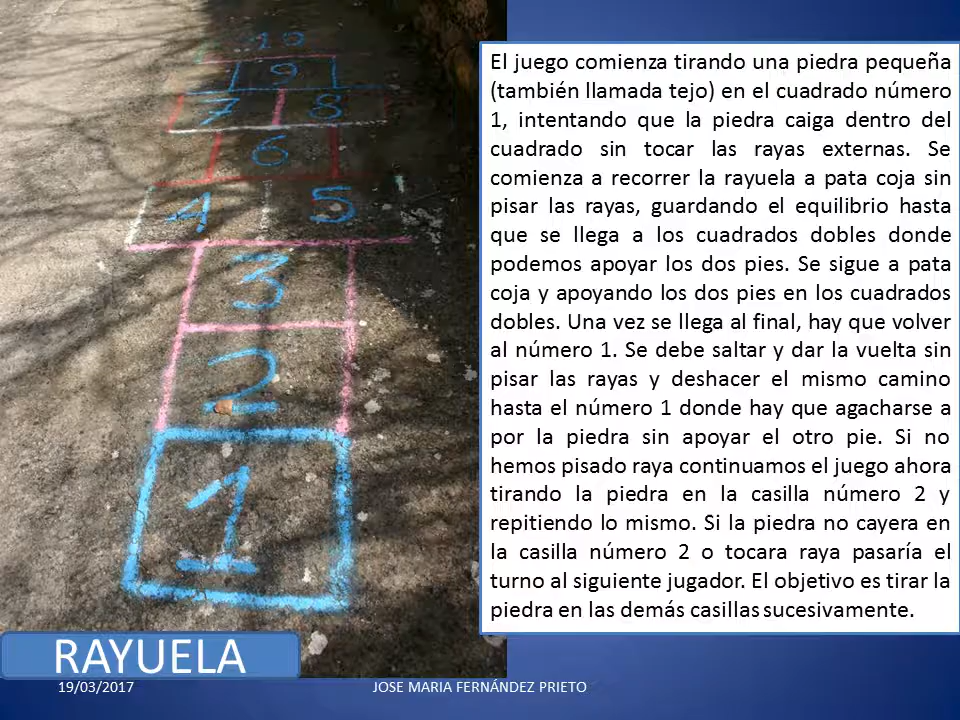 10
9
7 8
6
4 5
3
2
1
El juego comienza tirando una piedra pequeña
(también llamada tejo) en el cuadrado número
1, intentando que la piedra caiga dentro del
cuadrado sin tocar las rayas externas. Se
comienza a recorrer la rayuela a pata coja sin
pisar las rayas, guardando el equilibrio hasta
que se llega a los cuadrados dobles donde
podemos apoyar los dos pies. Se sigue a pata
coja y apoyando los dos pies en los cuadrados
dobles. Una vez se llega al final, hay que volver
al número 1. Se debe saltar y dar la vuelta sin
pisar las rayas y deshacer el mismo camino
hasta el número 1 donde hay que agacharse a
por la piedra sin apoyar el otro pie. Si no
hemos pisado raya continuamos el juego ahora
tirando la piedra en la casilla número 2 y
repitiendo lo mismo. Si la piedra no cayera en
la casilla número 2 o tocara raya pasaría el
turno al siguiente jugador. El objetivo es tirar la
piedra en las demás casillas sucesivamente.
RAYUELA
19/03/2017
JOSE MARIA FERNÁNDEZ PRIETO